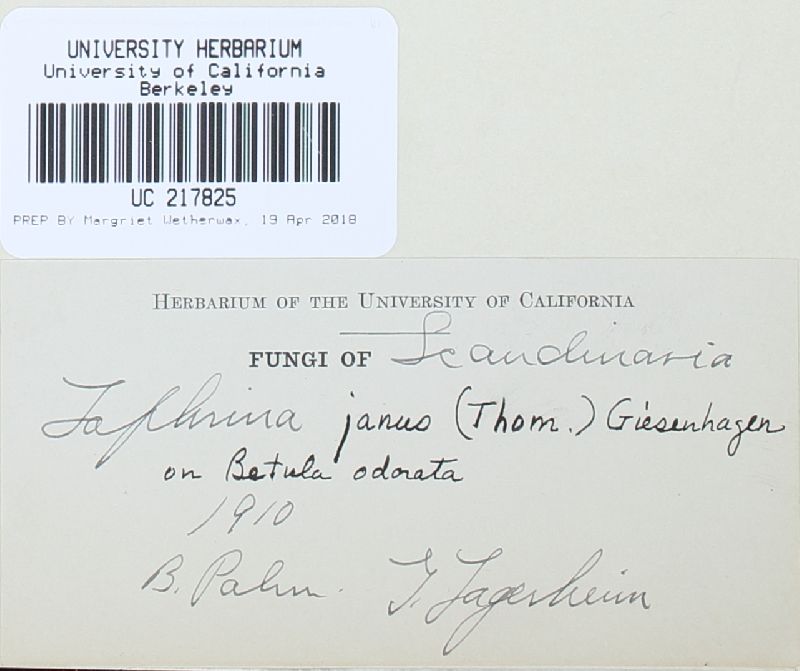 UNIVERSITY HERBARIUM
University of California
Berkeley
UC 217825
PREP BY Margriet Wetherwax, 19 Apr 2018
HERBARIUM OF THE UNIVERSITY OF CALIFORNIA
FUNGI OF Scandinavia
Taphrina janus (Thom.) Giesenhagen
on Betula odorata
1910
B. Palm. G. Lagerheim